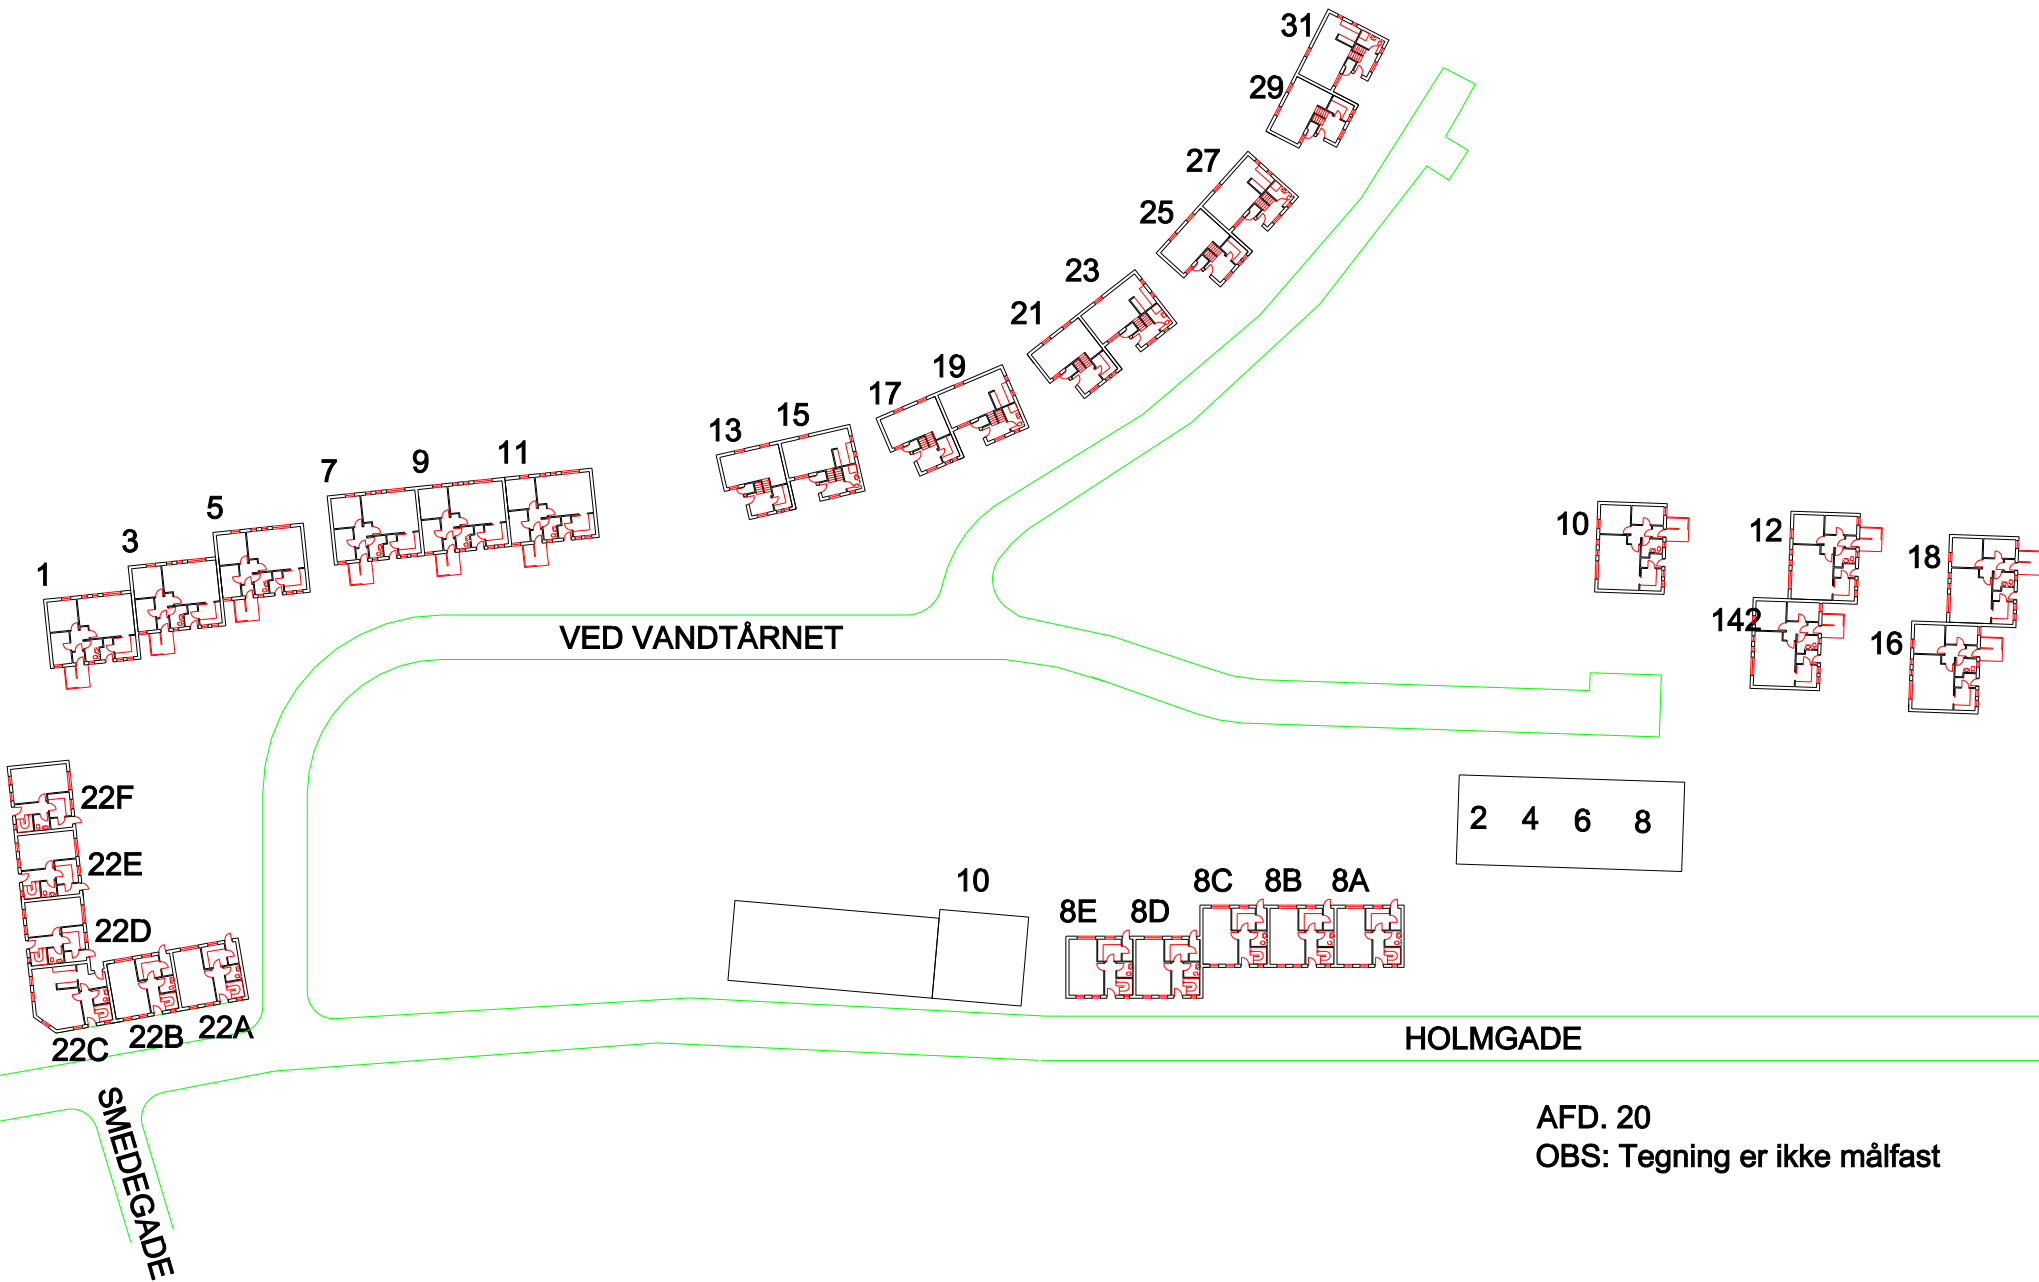 31
29
27
25
23
21
19
17
15
13
11
9
7
5
3
1
10
12
18
142
16
VED VANDTÅRNET
22F
22E
22D
22C
22B
22A
2 4 6 8
10
8E
8D
8C
8B
8A
HOLMGADE
SMEDEGADE
AFD. 20
OBS: Tegning er ikke målfast